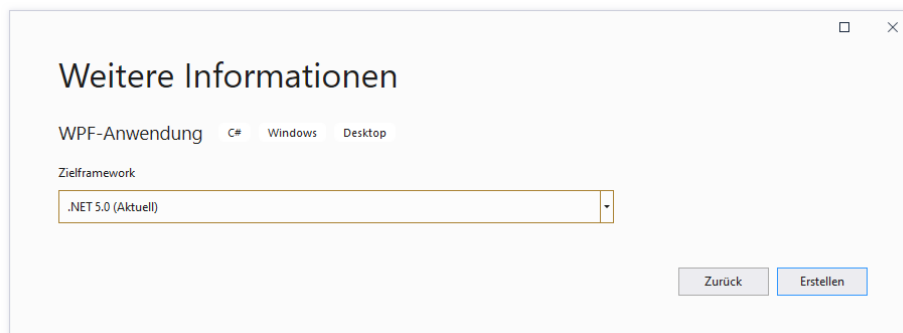 Weitere Informationen
WPF-Anwendung C# Windows Desktop
Zielframework
.NET 5.0 (Aktuell)
Zurück Erstellen